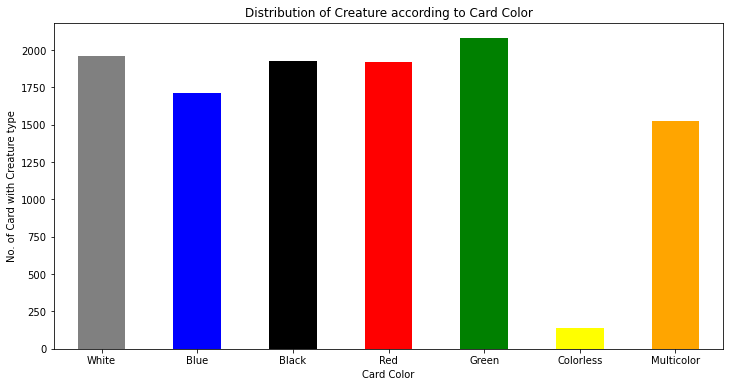 Distribution of Creature according to Card Color
No. of Card with Creature type
2000
1750
1500
1250
1000
750
500
250
0
White Blue Black Red Green Colorless Multicolor
Card Color